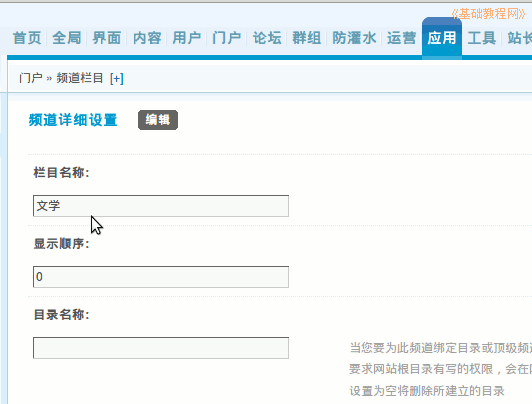 《基础教程网》
首页 全局 界面 内容 用户 门户 论坛 群组 防灌水 运营 应用 工具 站长
门户 » 频道栏目 [+]
频道详细设置 编辑
栏目名称:
文学
显示顺序:
0
目录名称:
当您要为此频道绑定目录或顶级频道
要求网站根目录有写的权限，会在网
设置为空将删除所建立的目录